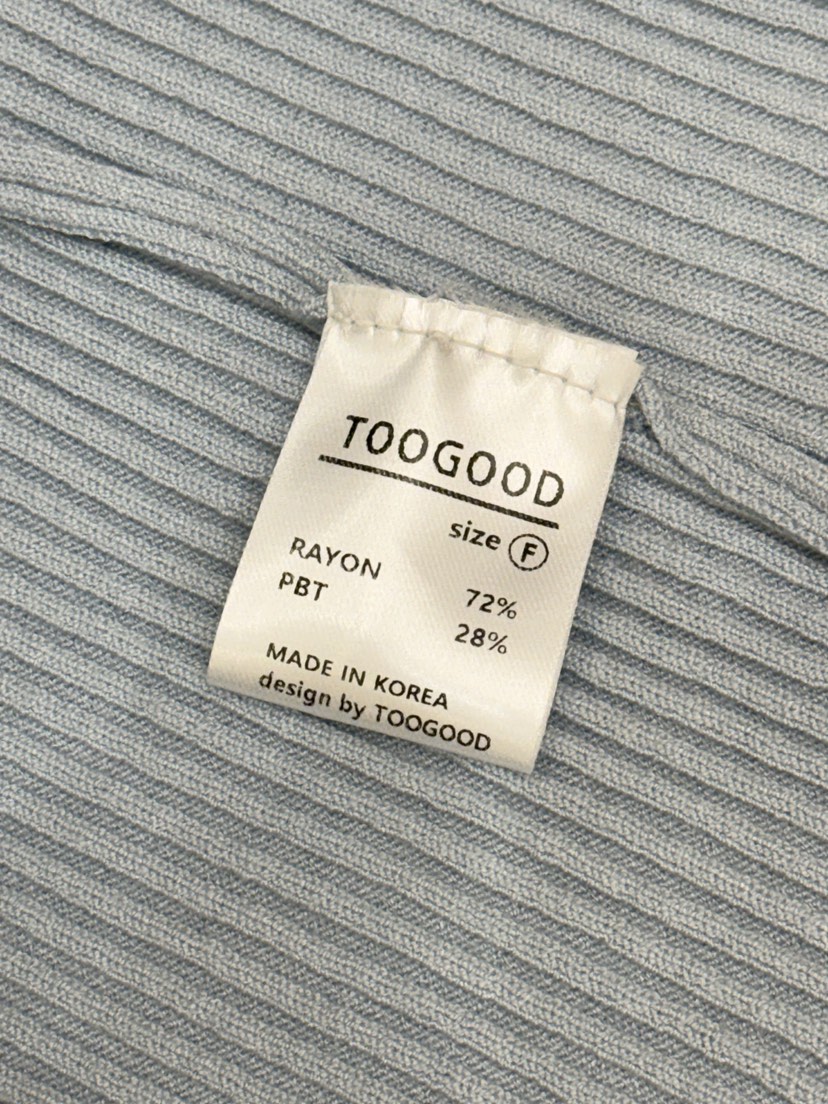 TOOGOOD
size F
RAYON 72%
PBT 28%
MADE IN KOREA
design by TOOGOOD